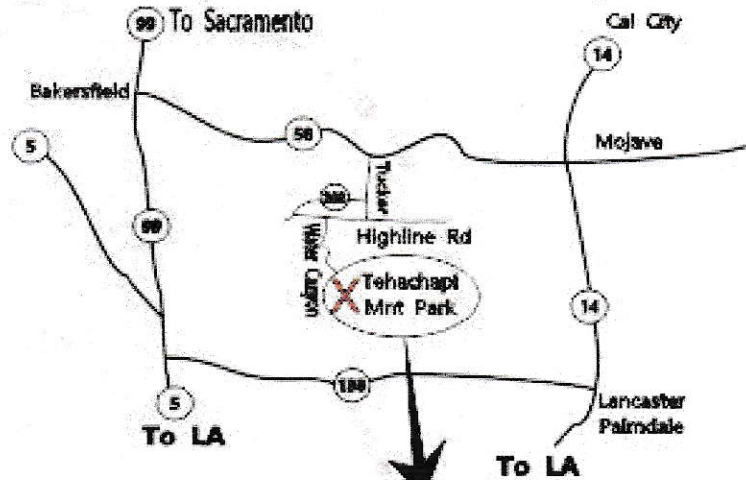 99 To Sacramento
Cal City
14
Bakersfield
5
58
Mojave
Tucker
99
Highline Rd
Water Canyon
Tehachapi
Mnt Park
14
5
To LA
Lancaster
Palmdale
To LA